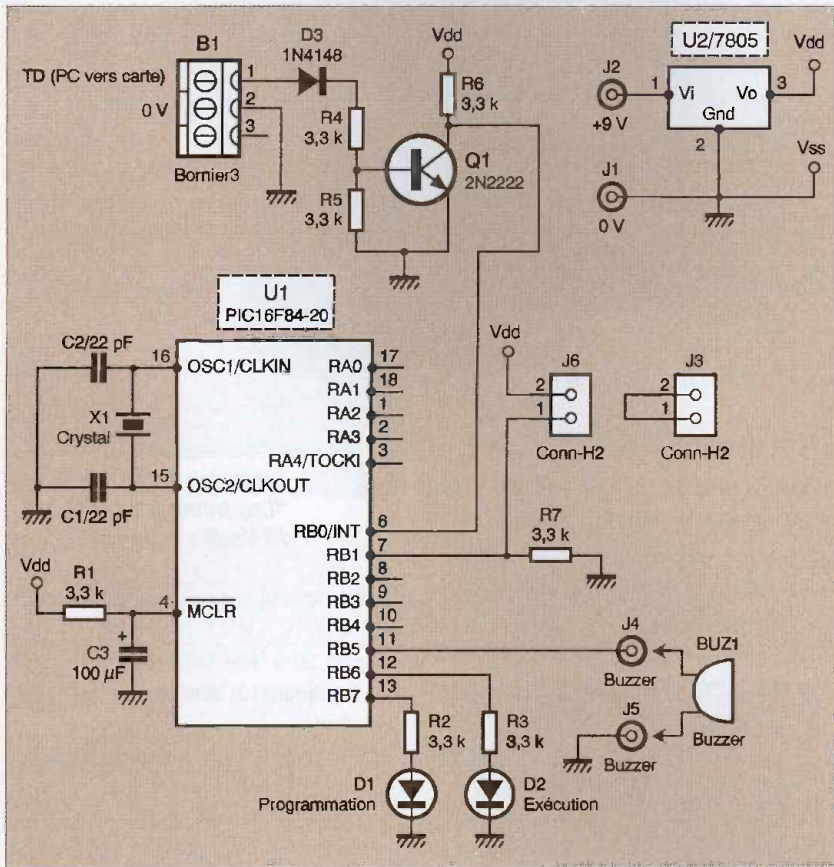 B1
TD (PC vers carte)
0 V
1
2
3
Bornier3
D3
1N4148
R4
3,3 k
R5
3,3 k
Vdd
R6
3,3 k
Q1
2N2222
U2/7805
J2
+9 V
1
Vi
Vo
3
Gnd
2
Vdd
J1
0 V
Vss
U1
PIC16F84-20
C2/22 pF
X1
Crystal
C1/22 pF
16
OSC1/CLKIN
15
OSC2/CLKOUT
Vdd
R1
3,3 k
4
MCLR
C3
100 µF
+
RA0
17
RA1
18
RA2
1
RA3
2
RA4/TOCKI
3
RB0/INT
6
RB1
7
RB2
8
RB3
9
RB4
10
RB5
11
RB6
12
RB7
13
Vdd
J6
2
1
Conn-H2
J3
2
1
Conn-H2
R7
3,3 k
J4
Buzzer
J5
Buzzer
BUZ1
Buzzer
R2
3,3 k
R3
3,3 k
D1
Programmation
D2
Exécution